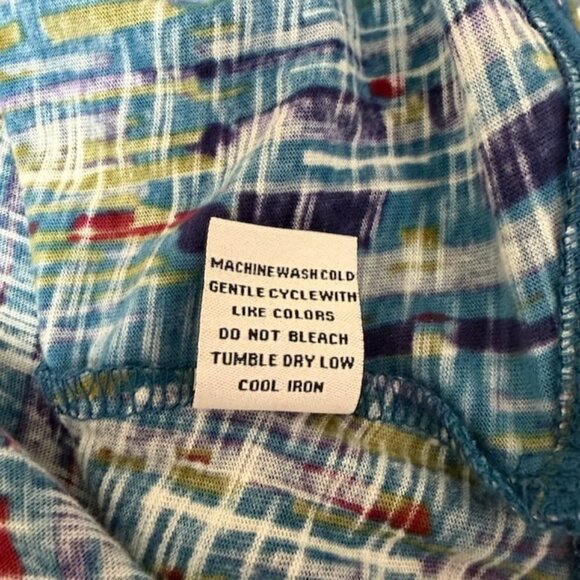 MACHINE WASH COLD
GENTLE CYCLE WITH
LIKE COLORS
DO NOT BLEACH
TUMBLE DRY LOW
COOL IRON